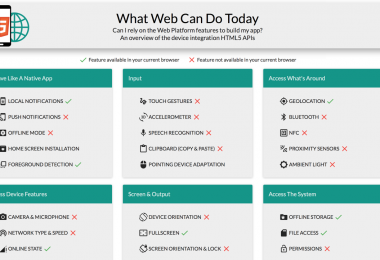 What Web Can Do Today
Can I rely on the Web Platform features to build my app?
An overview of the device integration HTML5 APIs
Feature available in your current browser
Feature not available in your current browser
ve Like A Native App
LOCAL NOTIFICATIONS
PUSH NOTIFICATIONS
OFFLINE MODE
HOME SCREEN INSTALLATION
FOREGROUND DETECTION
Input
TOUCH GESTURES
ACCELEROMETER
SPEECH RECOGNITION
CLIPBOARD (COPY & PASTE)
POINTING DEVICE ADAPTATION
Access What's Around
GEOLOCATION
BLUETOOTH
NFC
PROXIMITY SENSORS
AMBIENT LIGHT
ss Device Features
CAMERA & MICROPHONE
NETWORK TYPE & SPEED
ONLINE STATE
Screen & Output
DEVICE ORIENTATION
FULLSCREEN
SCREEN ORIENTATION & LOCK
Access The System
OFFLINE STORAGE
FILE ACCESS
PERMISSIONS